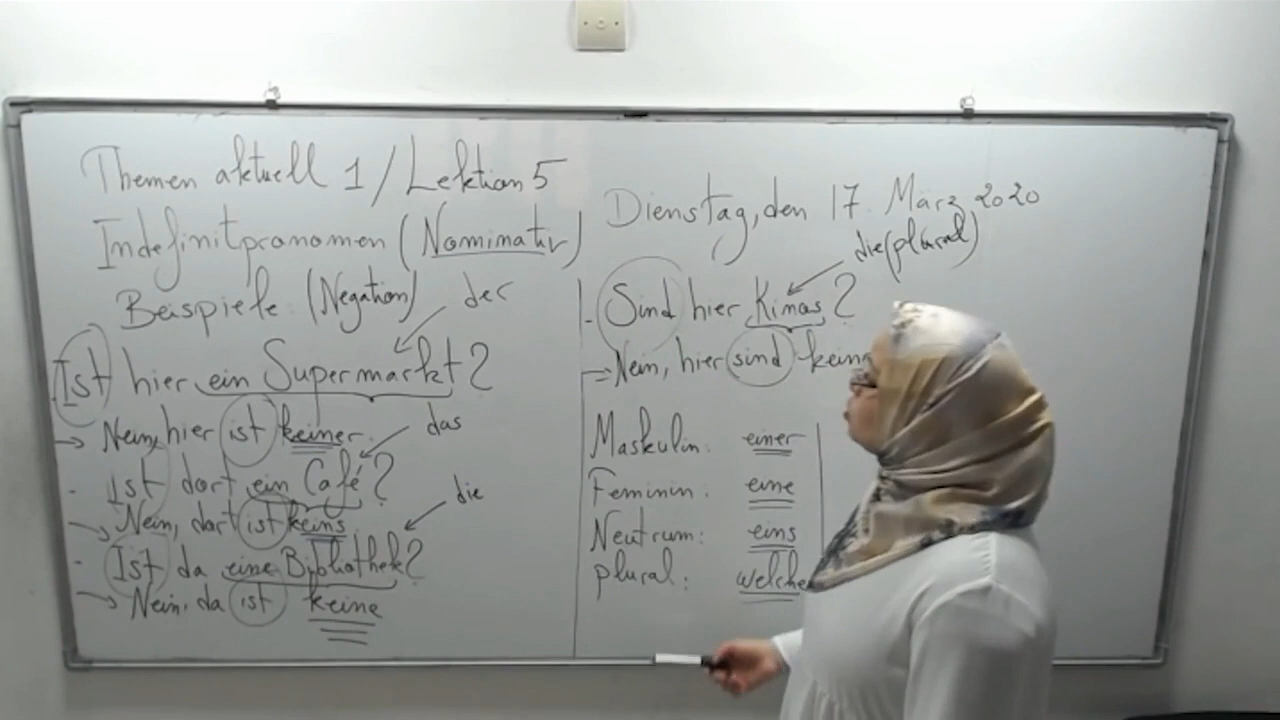 Themen aktuell 1 / Lektion 5
Indefinitpronomen (Nominativ)
Beispiele: (Negation)
der
Ist hier ein Supermarkt?
→ Nein, hier ist keiner.
das
- Ist dort ein Café?
→ Nein, dort ist keins
die
- Ist da eine Bibliothek?
→ Nein, da ist keine
Dienstag, den 17. März 2020
die (plural)
- Sind hier Kinos?
→ Nein, hier sind
Maskulin: einer
Feminin: eine
Neutrum: eins
plural: welche